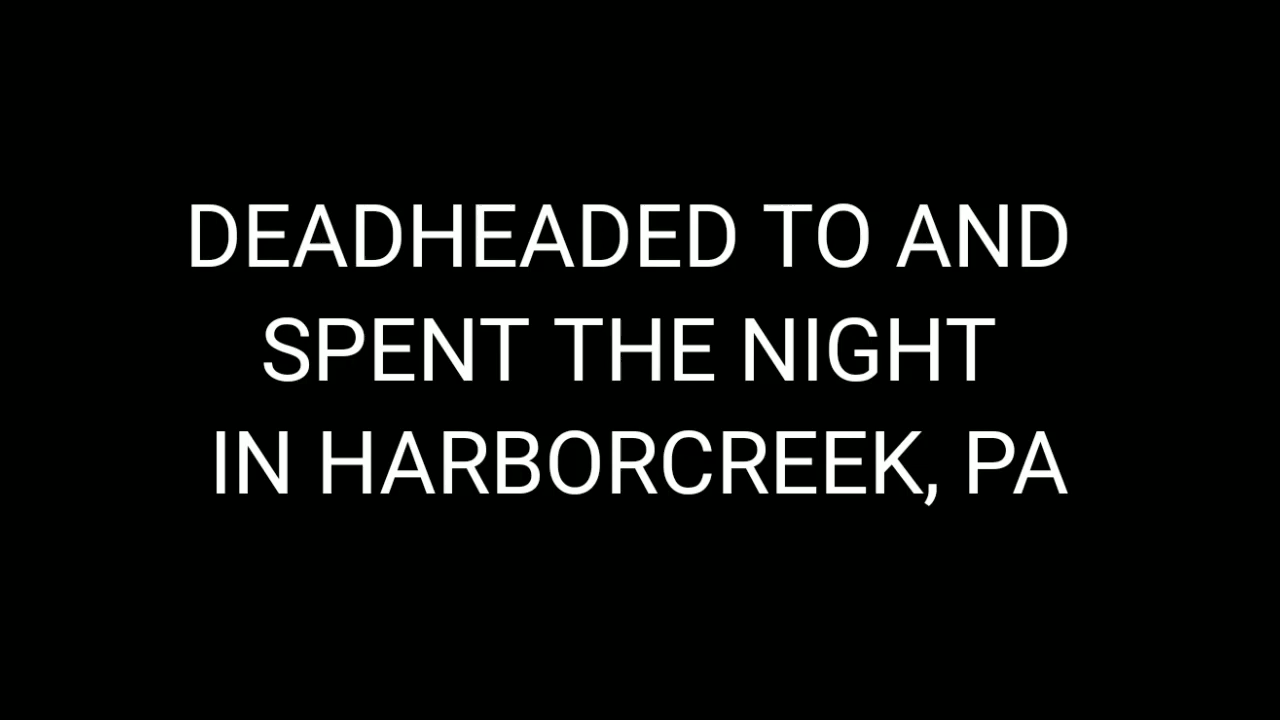 DEADHEADED TO AND
SPENT THE NIGHT
IN HARBORCREEK, PA